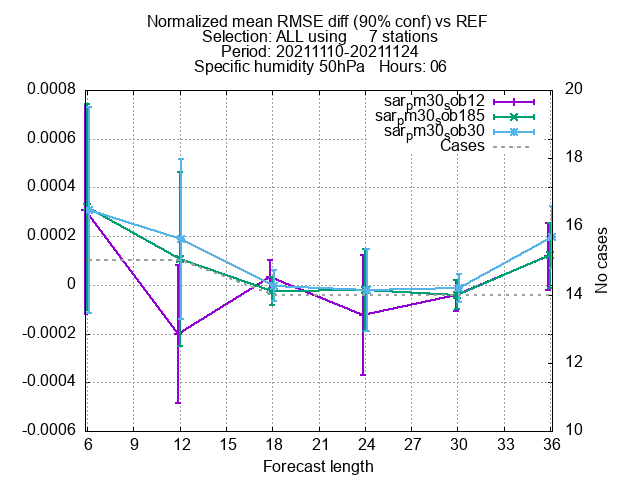 Normalized mean RMSE diff (90% conf) vs REF
Selection: ALL using     7 stations
Period: 20211110-20211124
Specific humidity 50hPa   Hours: 06
sarpm30sob12
sarpm30sob185
sarpm30sob30
Cases
0.0008
0.0006
0.0004
0.0002
0
-0.0002
-0.0004
-0.0006
20
18
16
14
12
10
No cases
6 9 12 15 18 21 24 27 30 33 36
Forecast length